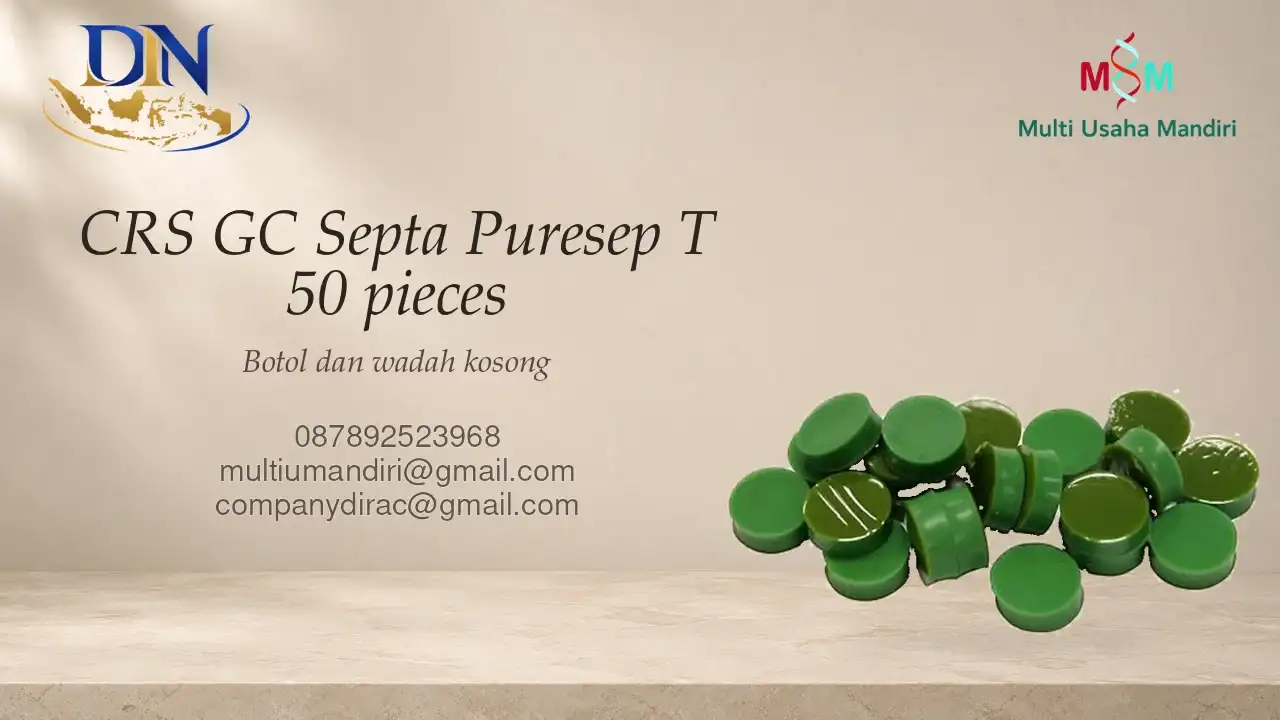 DN
MSM
Multi Usaha Mandiri
CRS GC Septa Puresep T
50 pieces
Botol dan wadah kosong
087892523968
multiumandiri@gmail.com
companydirac@gmail.com